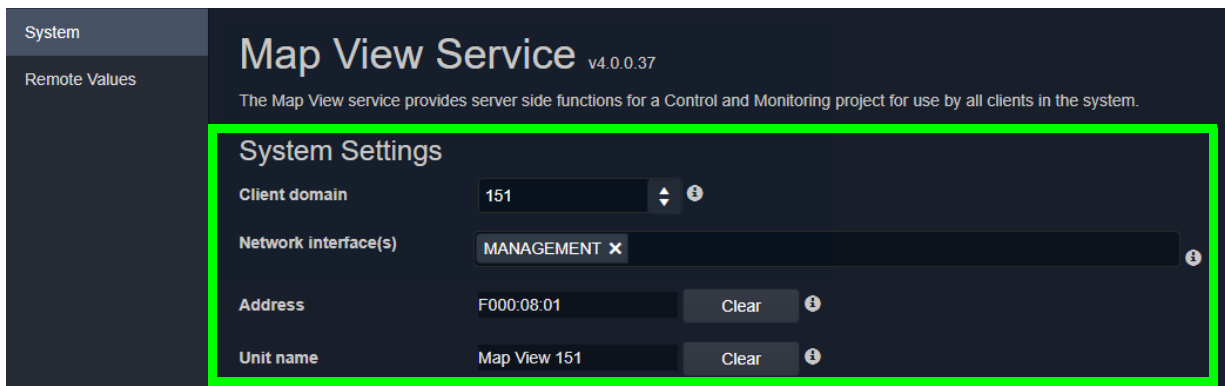 System
Remote Values
Map View Service v4.0.0.37
The Map View service provides server side functions for a Control and Monitoring project for use by all clients in the system.
System Settings
Client domain 151
Network interface(s) MANAGEMENT ×
Address F000:08:01 Clear
Unit name Map View 151 Clear